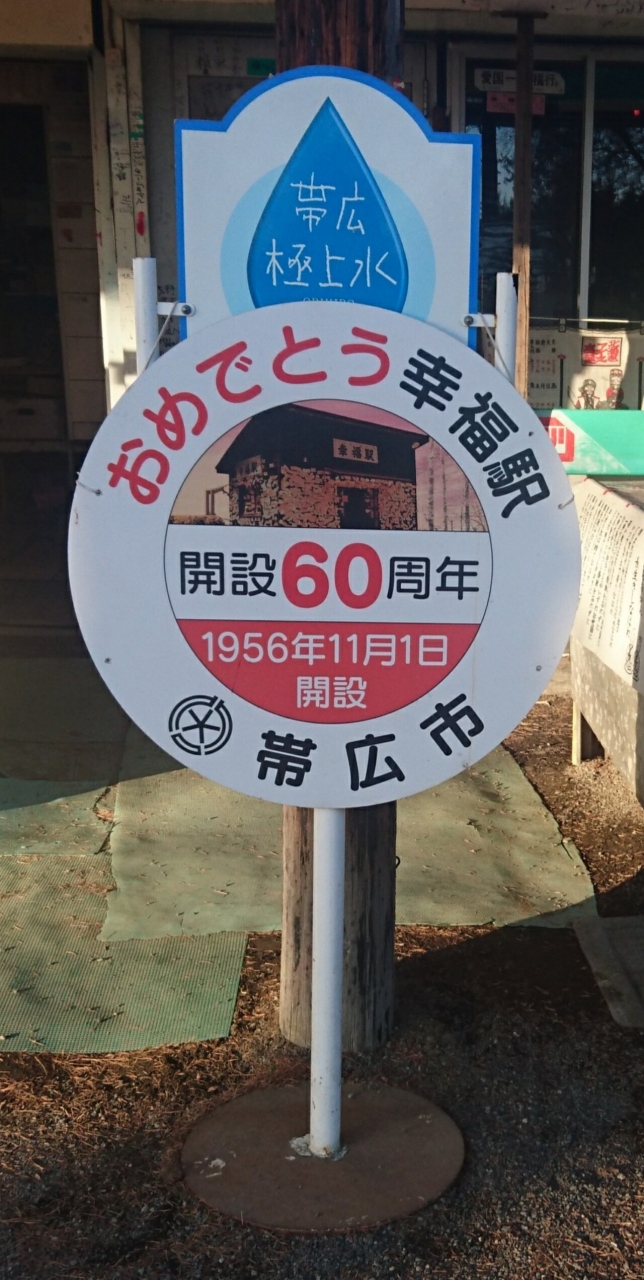 帯広
極上水
おめでとう幸福駅
幸福駅
開設60周年
1956年11月1日
開設
帯広市